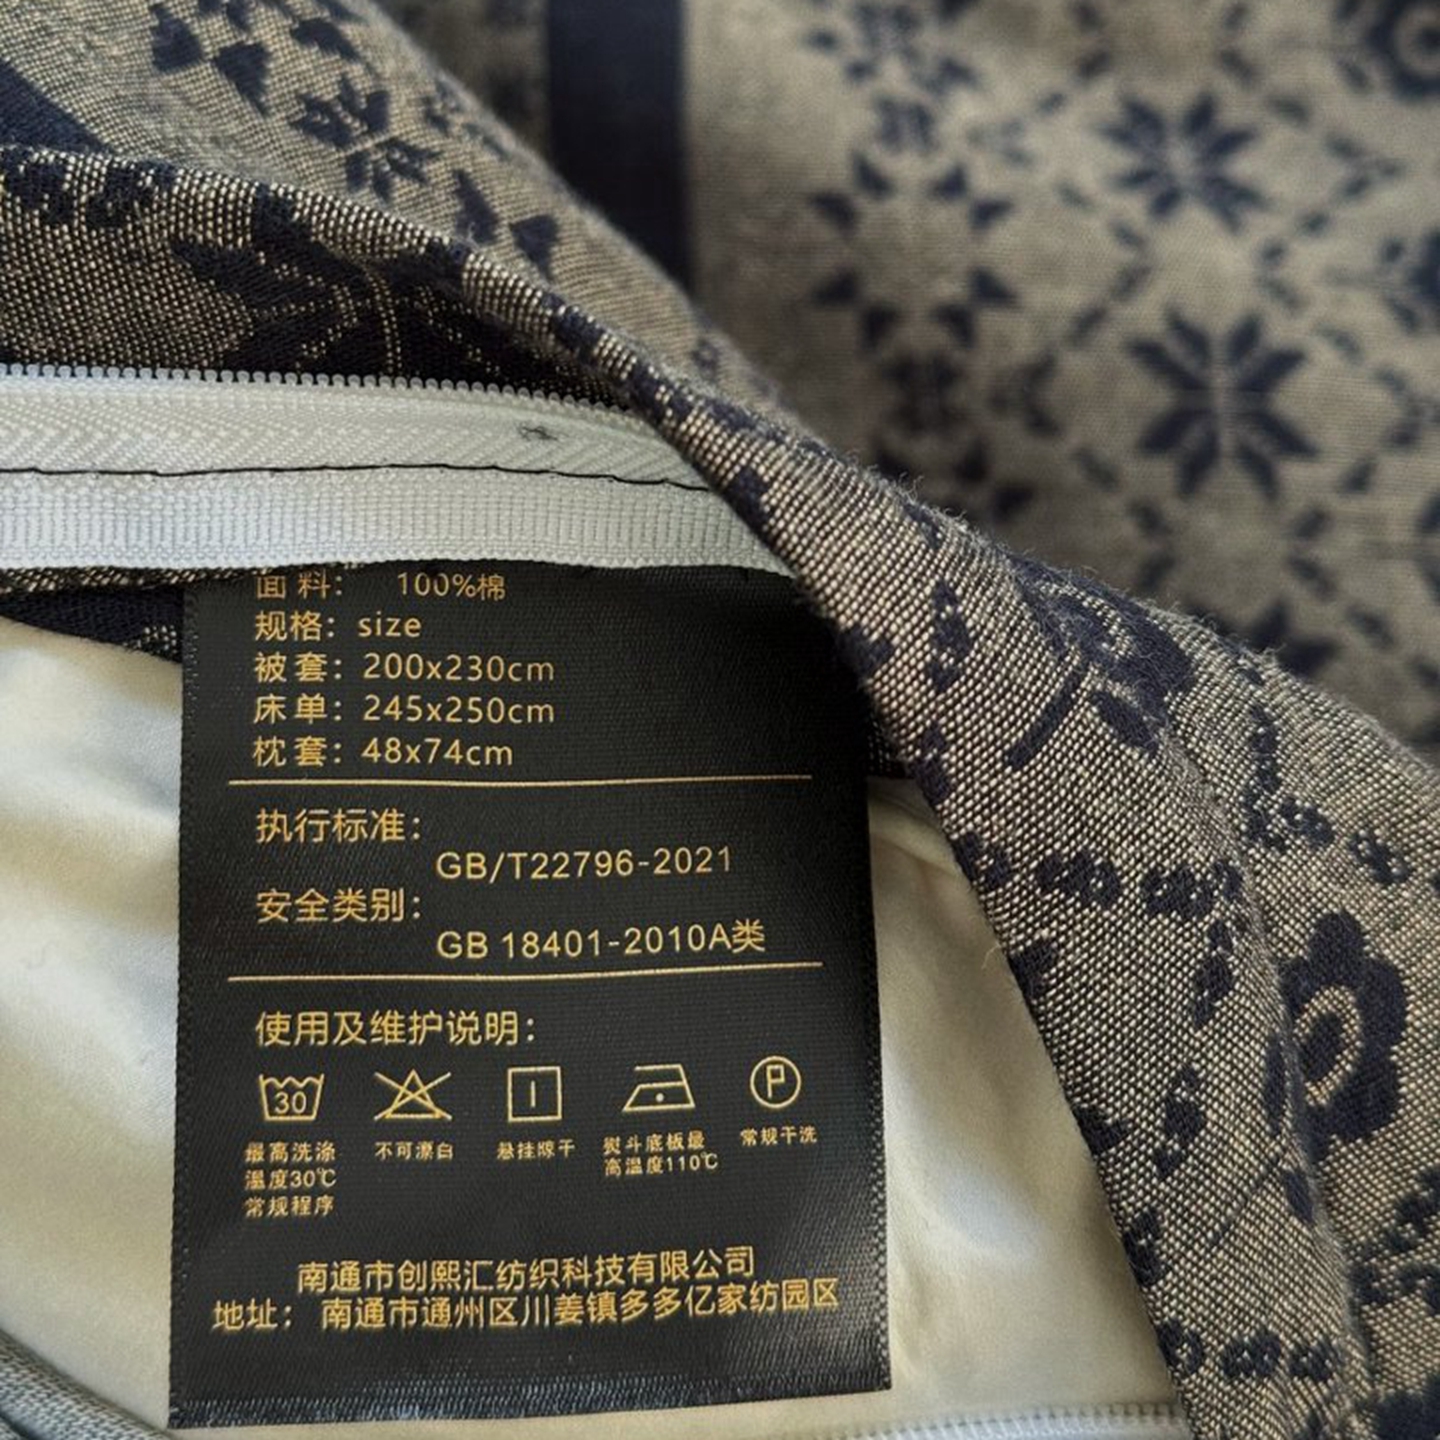 面料： 100%棉
规格：size
被套：200x230cm
床单：245x250cm
枕套：48x74cm
执行标准：
GB/T22796-2021
安全类别：
GB 18401-2010A类
使用及维护说明：
30
P
最高洗涤 不可漂白 悬挂晾干 熨斗底板最 常规干洗
温度30℃ 高温度110℃
常规程序
南通市创熙汇纺织科技有限公司
地址： 南通市通州区川姜镇多多亿家纺园区